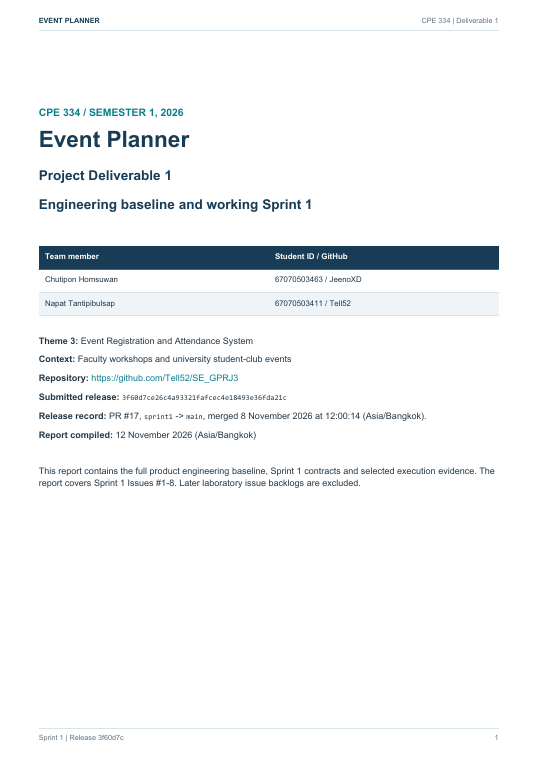 EVENT PLANNER CPE 334 | Deliverable 1
CPE 334 / SEMESTER 1, 2026
Event Planner
Project Deliverable 1
Engineering baseline and working Sprint 1
Team member Student ID / GitHub
Chutipon Homsuwan 67070503463 / JeenoXD
Napat Tantipibulsap 67070503411 / Tell52
Theme 3: Event Registration and Attendance System
Context: Faculty workshops and university student-club events
Repository: https://github.com/Tell52/SE_GPRJ3
Submitted release: 3f60d7ce26c4a93321fafcec4e18493e36fda21c
Release record: PR #17, sprint1 -> main, merged 8 November 2026 at 12:00:14 (Asia/Bangkok).
Report compiled: 12 November 2026 (Asia/Bangkok)
This report contains the full product engineering baseline, Sprint 1 contracts and selected execution evidence. The
report covers Sprint 1 Issues #1-8. Later laboratory issue backlogs are excluded.
Sprint 1 | Release 3f60d7c 1